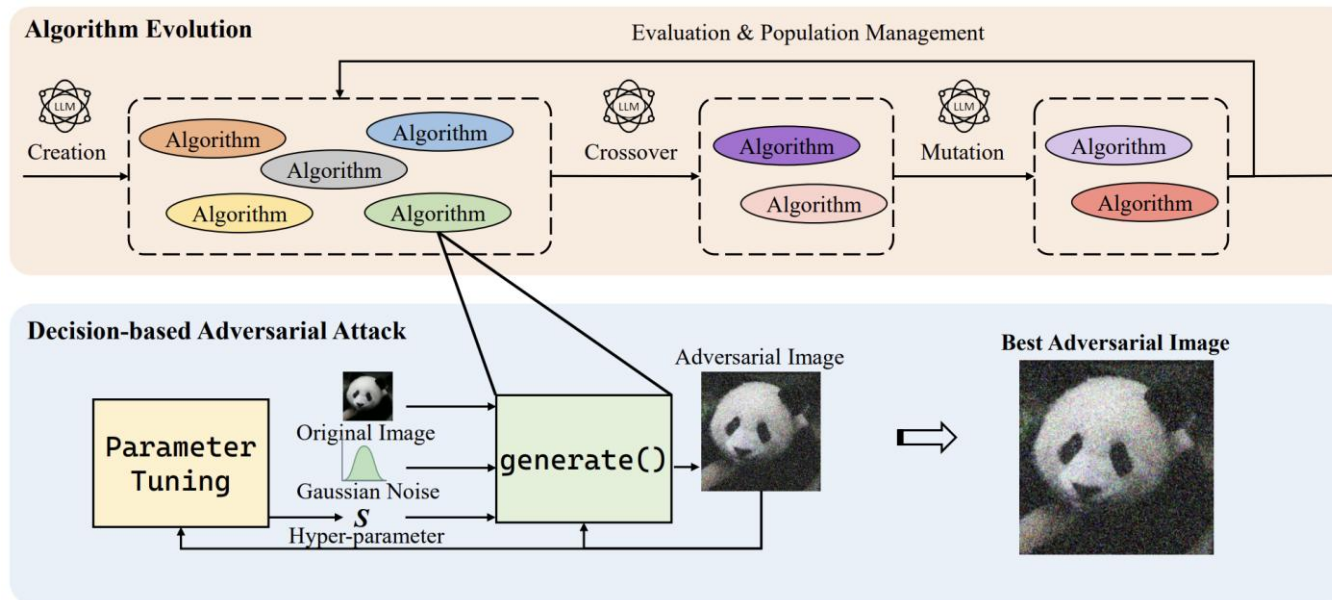 Algorithm Evolution
Evaluation & Population Management
LLM
LLM
LLM
Creation
Crossover
Mutation
Algorithm
Algorithm
Algorithm
Algorithm
Algorithm
Algorithm
Algorithm
Algorithm
Algorithm
Decision-based Adversarial Attack
Parameter
Tuning
Original Image
Gaussian Noise
S
Hyper-parameter
generate()
Adversarial Image
Best Adversarial Image